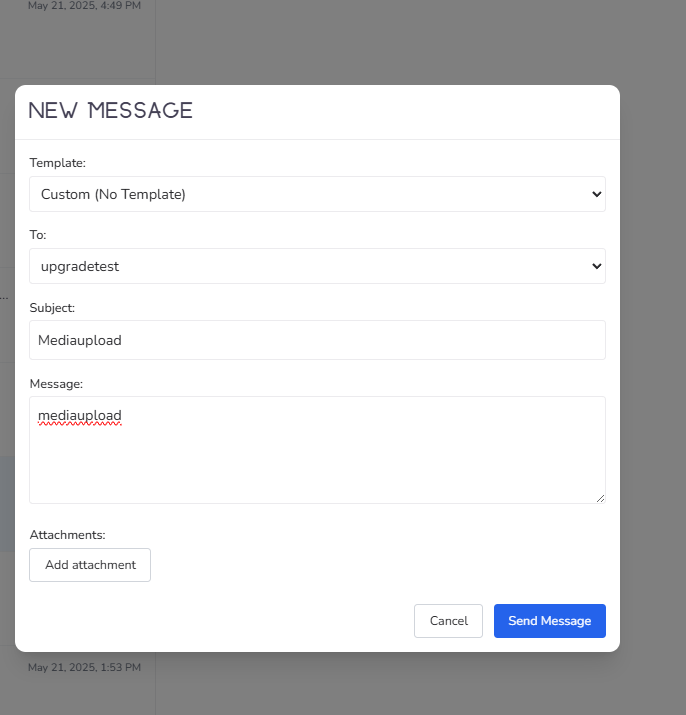 May 21, 2025, 4:49 PM
NEW MESSAGE
Template:
Custom (No Template)
To:
upgradetest
...
Subject:
Mediaupload
Message:
mediaupload
Attachments:
Add attachment
Cancel Send Message
May 21, 2025, 1:53 PM